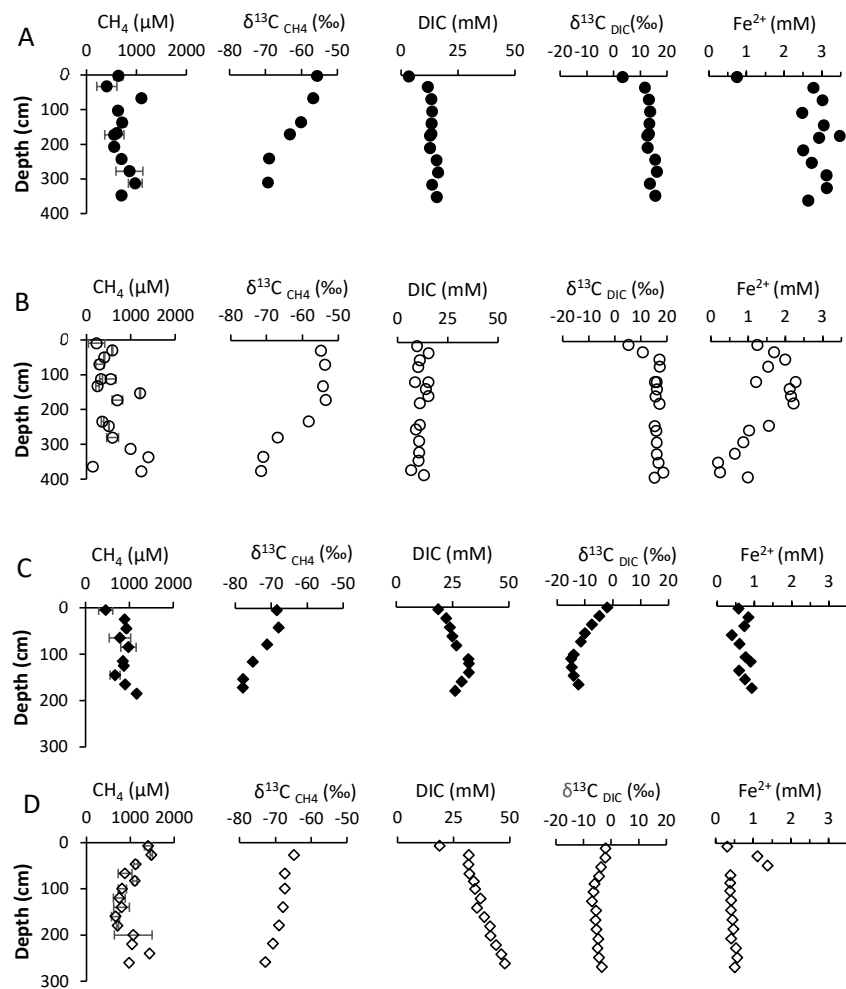 A
CH4 (μM)
δ13C CH4 (‰)
DIC (mM)
δ13C DIC(‰)
Fe2+ (mM)
0 1000 2000
-80 -70 -60 -50
0 25 50
-20 -10 0 10 20
0 1 2 3
Depth (cm)
0
100
200
300
400
B
CH4 (μM)
δ13C CH4 (‰)
DIC (mM)
δ13C DIC (‰)
Fe2+ (mM)
0 1000 2000
-80 -70 -60 -50
0 25 50
-20 -10 0 10 20
0 1 2 3
Depth (cm)
0
100
200
300
400
C
CH4 (μM)
δ13C CH4 (‰)
DIC (mM)
δ13C DIC (‰)
Fe2+ (mM)
0 1000 2000
-80 -70 -60 -50
0 25 50
-20 -10 0 10 20
0 1 2 3
Depth (cm)
0
100
200
300
D
CH4 (μM)
δ13C CH4 (‰)
DIC (mM)
δ13C DIC (‰)
Fe2+ (mM)
0 1000 2000
-80 -70 -60 -50
0 25 50
-20 -10 0 10 20
0 1 2 3
Depth (cm)
0
100
200
300